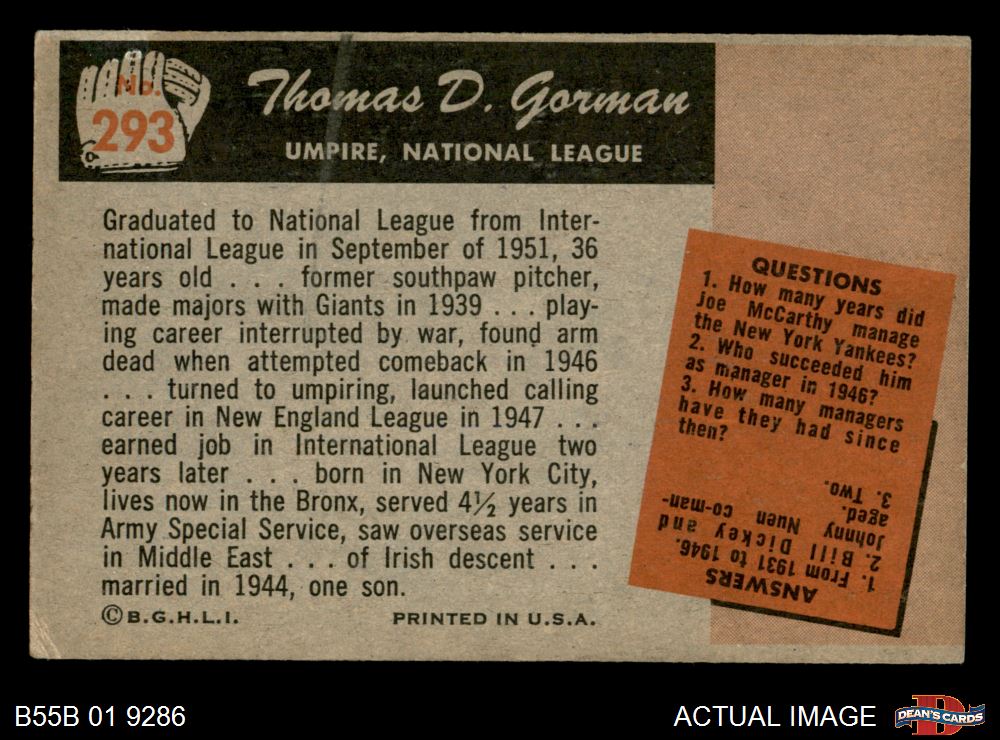 No.
293
Thomas D. Gorman
UMPIRE, NATIONAL LEAGUE
Graduated to National League from Inter-
national League in September of 1951, 36
years old . . . former southpaw pitcher,
made majors with Giants in 1939 . . . play-
ing career interrupted by war, found arm
dead when attempted comeback in 1946
. . . turned to umpiring, launched calling
career in New England League in 1947 . . .
earned job in International League two
years later . . . born in New York City,
lives now in the Bronx, served 4½ years in
Army Special Service, saw overseas service
in Middle East . . . of Irish descent . . .
married in 1944, one son.
©B.G.H.L.I. PRINTED IN U.S.A.
QUESTIONS
1. How many years did
Joe McCarthy manage
the New York Yankees?
2. Who succeeded him
as manager in 1946?
3. How many managers
have they had since
then?
ANSWERS
1. From 1931 to 1946.
2. Bill Dickey and
Johnny Nuen co-man-
aged.
3. Two.
B55B 01 9286
ACTUAL IMAGE
D
DEAN'S CARDS